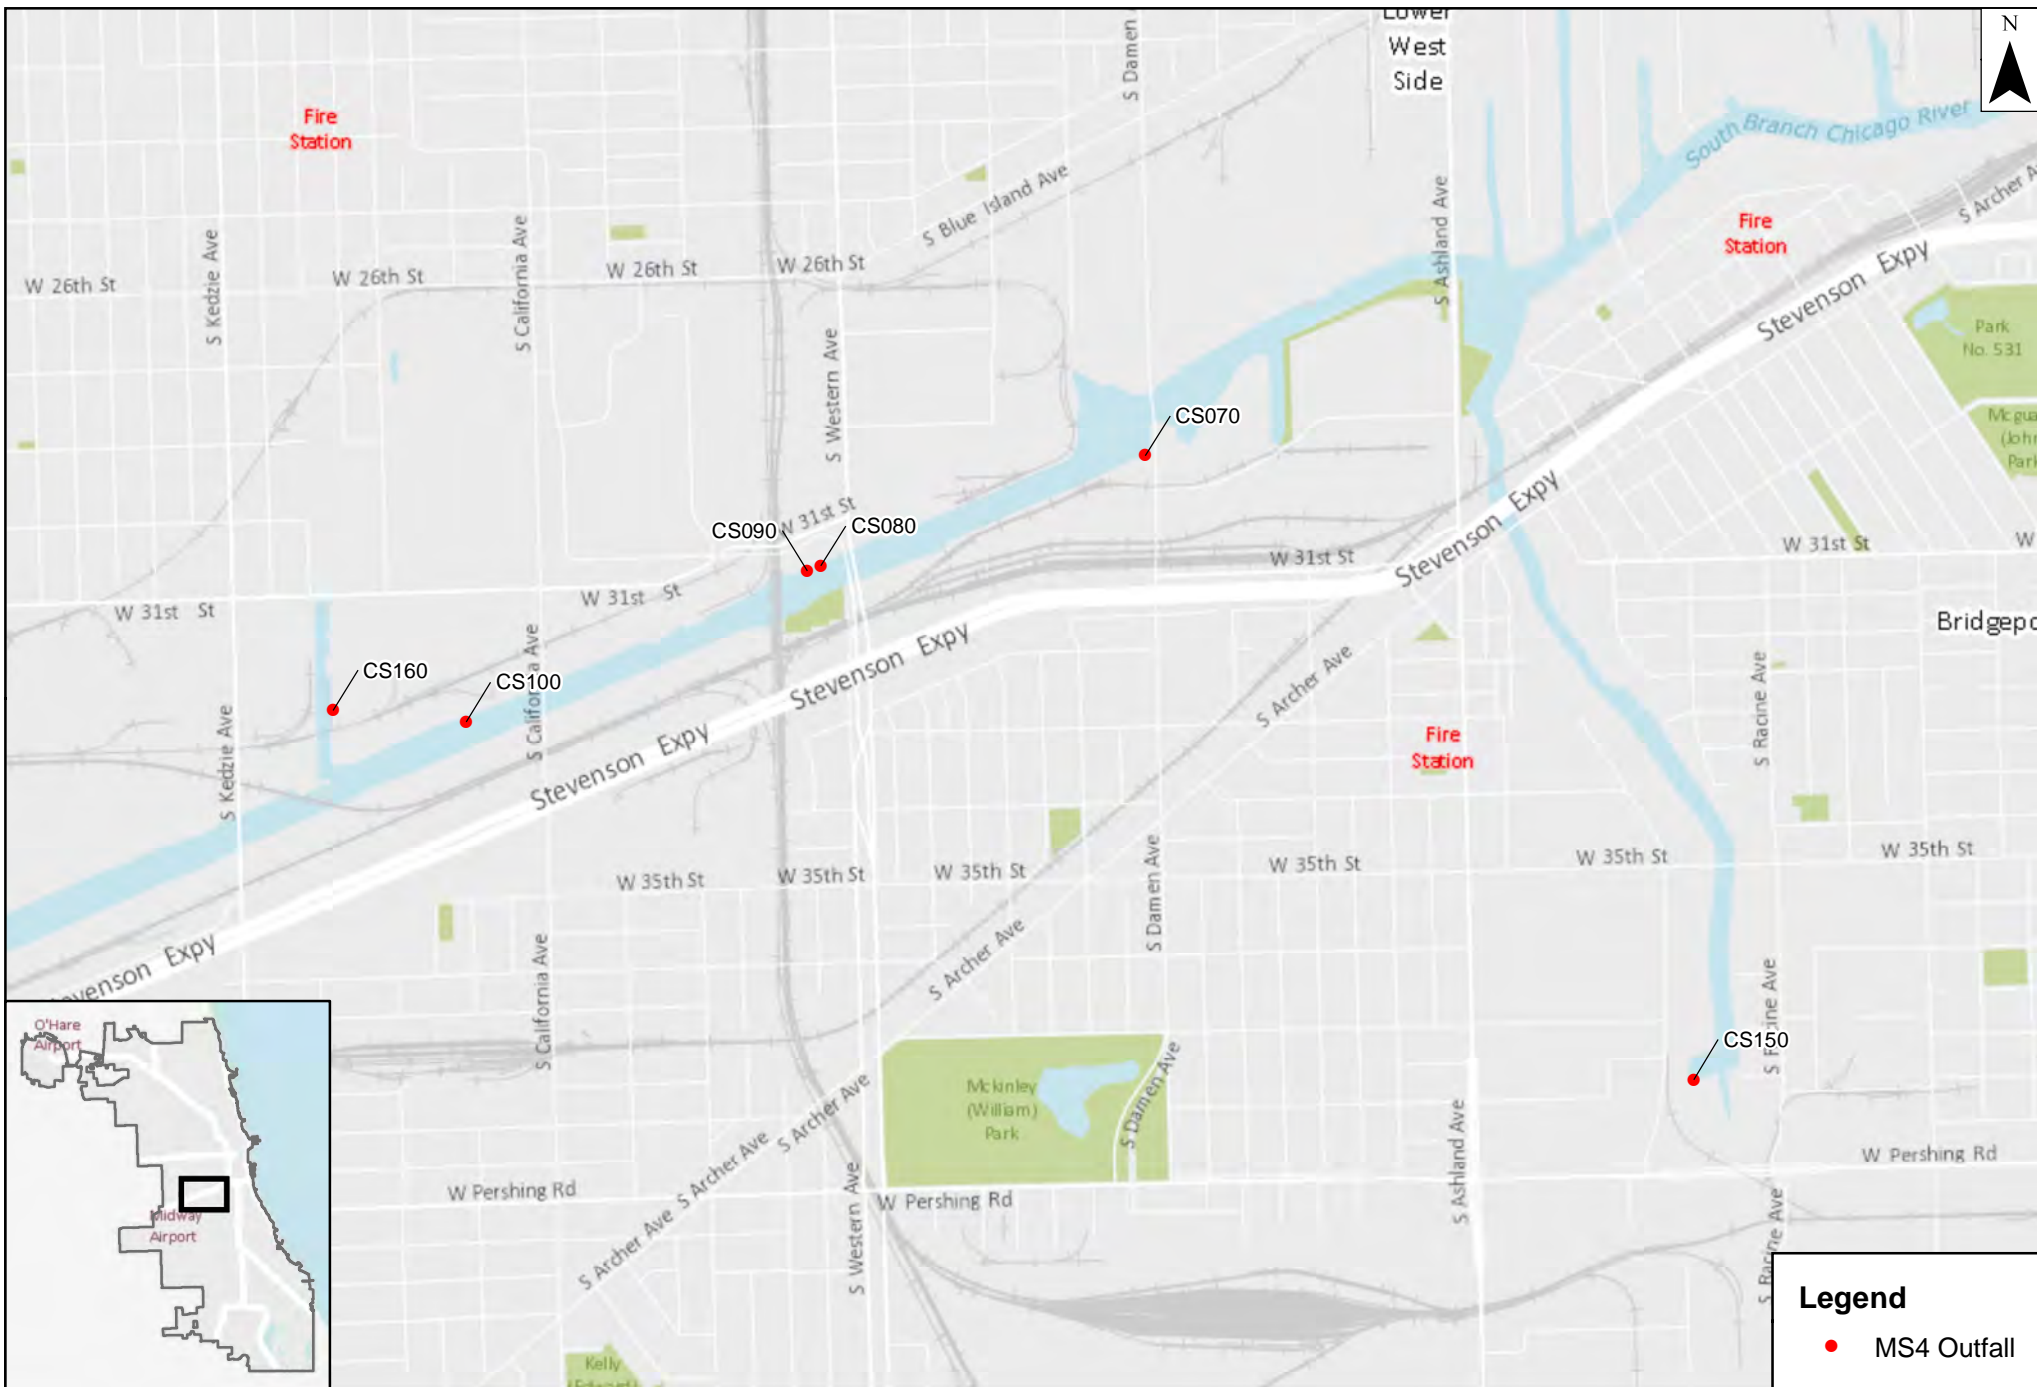 Lower
West
Side
N
S Damen
South Branch Chicago River
Fire
Station
S Archer A
Fire
Station
S Blue Island Ave
S Ashland Ave
S Kedzie Ave
S California Ave
W 26th St
W 26th St
W 26th St
W 26th St
Stevenson Expy
Park
No. 531
S Western Ave
CS070
Mcgua
(John
Park
W 31st St
CS090
CS080
Stevenson Expy
W 31st St
W 31st St
W
W 31st St
W 31st St
Bridgepo
Stevenson Expy
CS160
CS100
S California Ave
S Kedzie Ave
S Archer Ave
S Racine Ave
Fire
Station
Stevenson Expy
W 35th St
W 35th St
W 35th St
W 35th St
W 35th St
W 35th St
S Damen Ave
S Archer Ave
evenson Expy
S California Ave
O'Hare
Airport
CS150
Mckinley
(William)
Park
S Damen Ave
S Archer Ave
S Archer Ave
S Archer Ave
W Pershing Rd
W Pershing Rd
W Pershing Rd
S Ashland Ave
S Western Ave
S Racine Ave
Midway
Airport
Kelly
Legend
MS4 Outfall